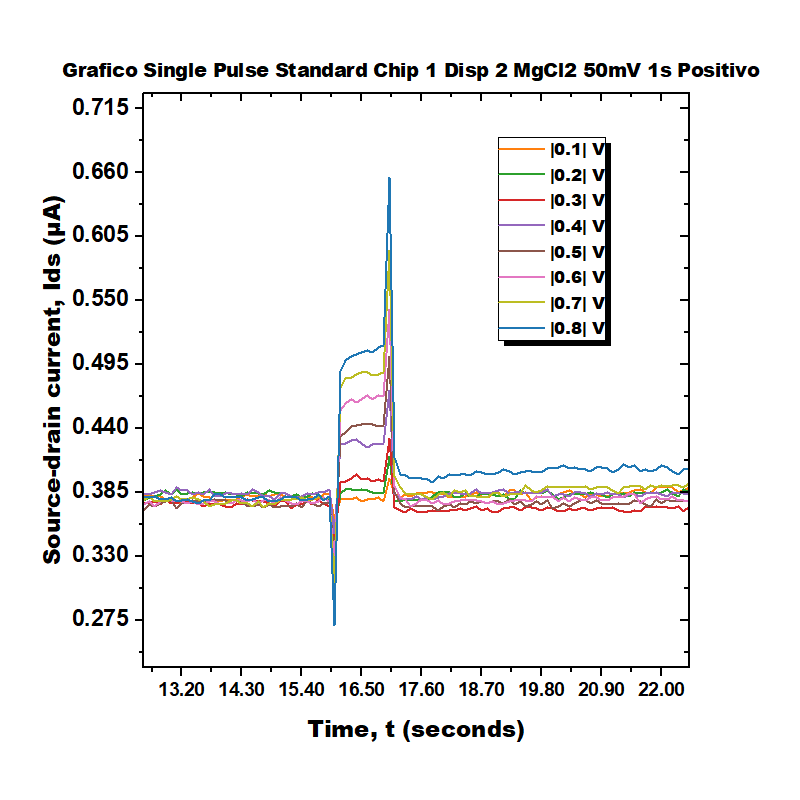 Grafico Single Pulse Standard Chip 1 Disp 2 MgCl2 50mV 1s Positivo
0.715
0.660
0.605
0.550
0.495
0.440
0.385
0.330
0.275
Source-drain current, Ids (µA)
|0.1| V
|0.2| V
|0.3| V
|0.4| V
|0.5| V
|0.6| V
|0.7| V
|0.8| V
13.20 14.30 15.40 16.50 17.60 18.70 19.80 20.90 22.00
Time, t (seconds)